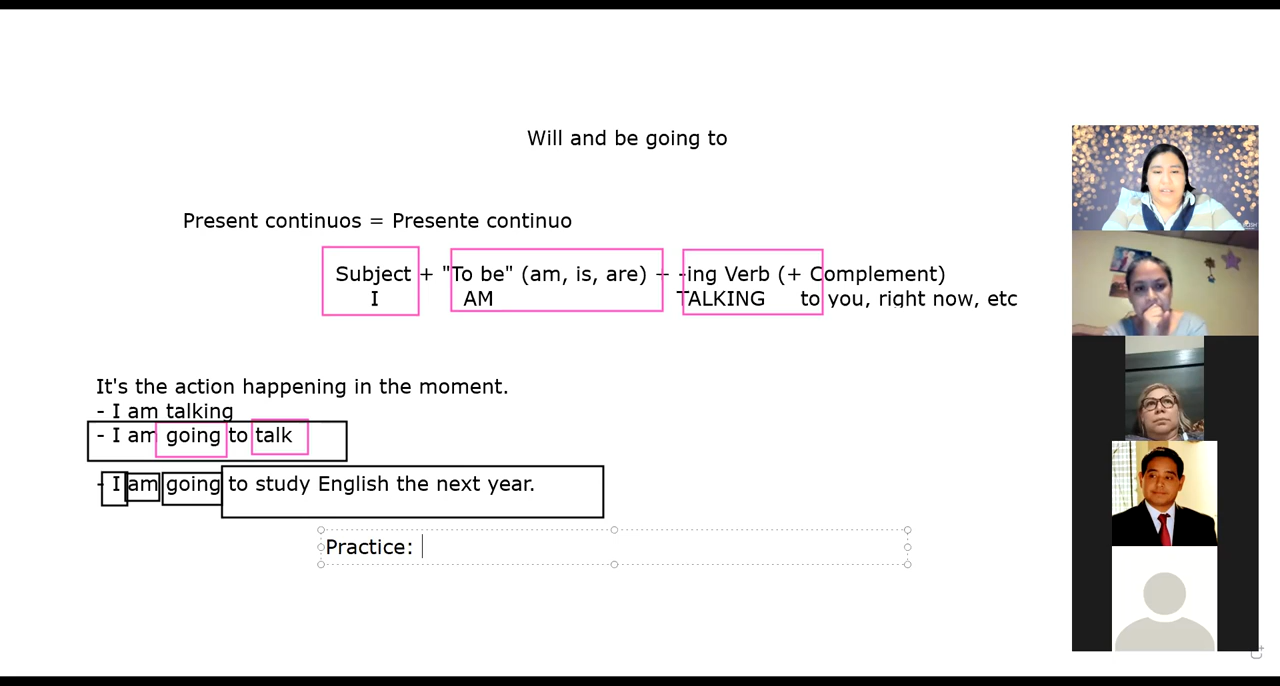 Will and be going to
Present continuos = Presente continuo
Subject + "To be" (am, is, are) + -ing Verb (+ Complement)
I AM TALKING to you, right now, etc
It's the action happening in the moment.
- I am talking
- I am going to talk
- I am going to study English the next year.
Practice: